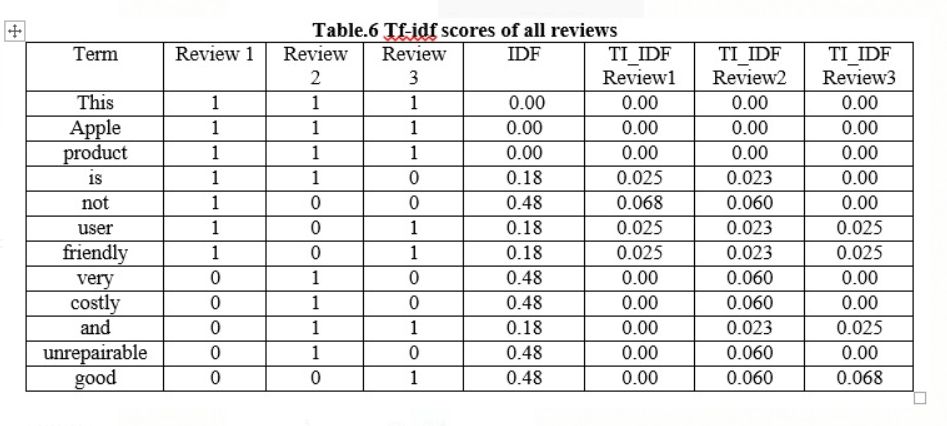 Table.6 Tf-idf scores of all reviews
Term Review 1 Review 2 Review 3 IDF TI_IDF Review1 TI_IDF Review2 TI_IDF Review3
This 1 1 1 0.00 0.00 0.00 0.00
Apple 1 1 1 0.00 0.00 0.00 0.00
product 1 1 1 0.00 0.00 0.00 0.00
is 1 1 0 0.18 0.025 0.023 0.00
not 1 0 0 0.48 0.068 0.060 0.00
user 1 0 1 0.18 0.025 0.023 0.025
friendly 1 0 1 0.18 0.025 0.023 0.025
very 0 1 0 0.48 0.00 0.060 0.00
costly 0 1 0 0.48 0.00 0.060 0.00
and 0 1 1 0.18 0.00 0.023 0.025
unrepairable 0 1 0 0.48 0.00 0.060 0.00
good 0 0 1 0.48 0.00 0.060 0.068